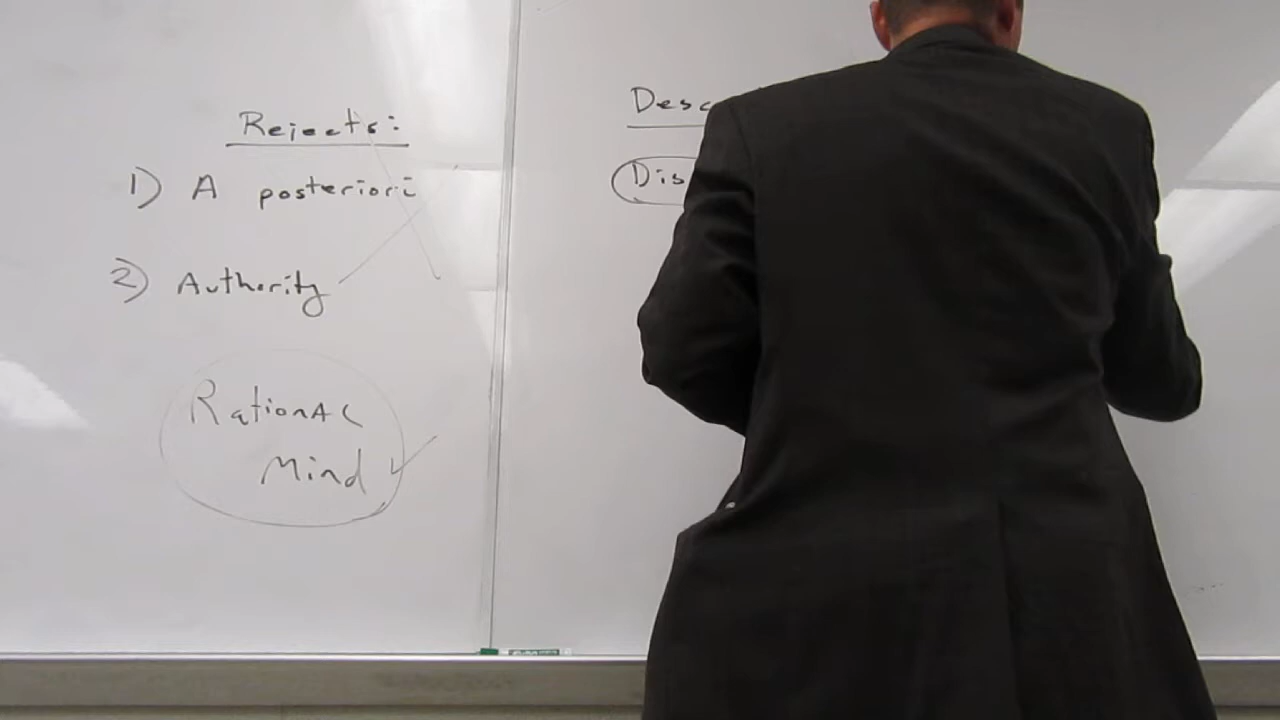 Rejects:
1) A posteriori
2) Authority
Rational
Mind
Desc
Dis